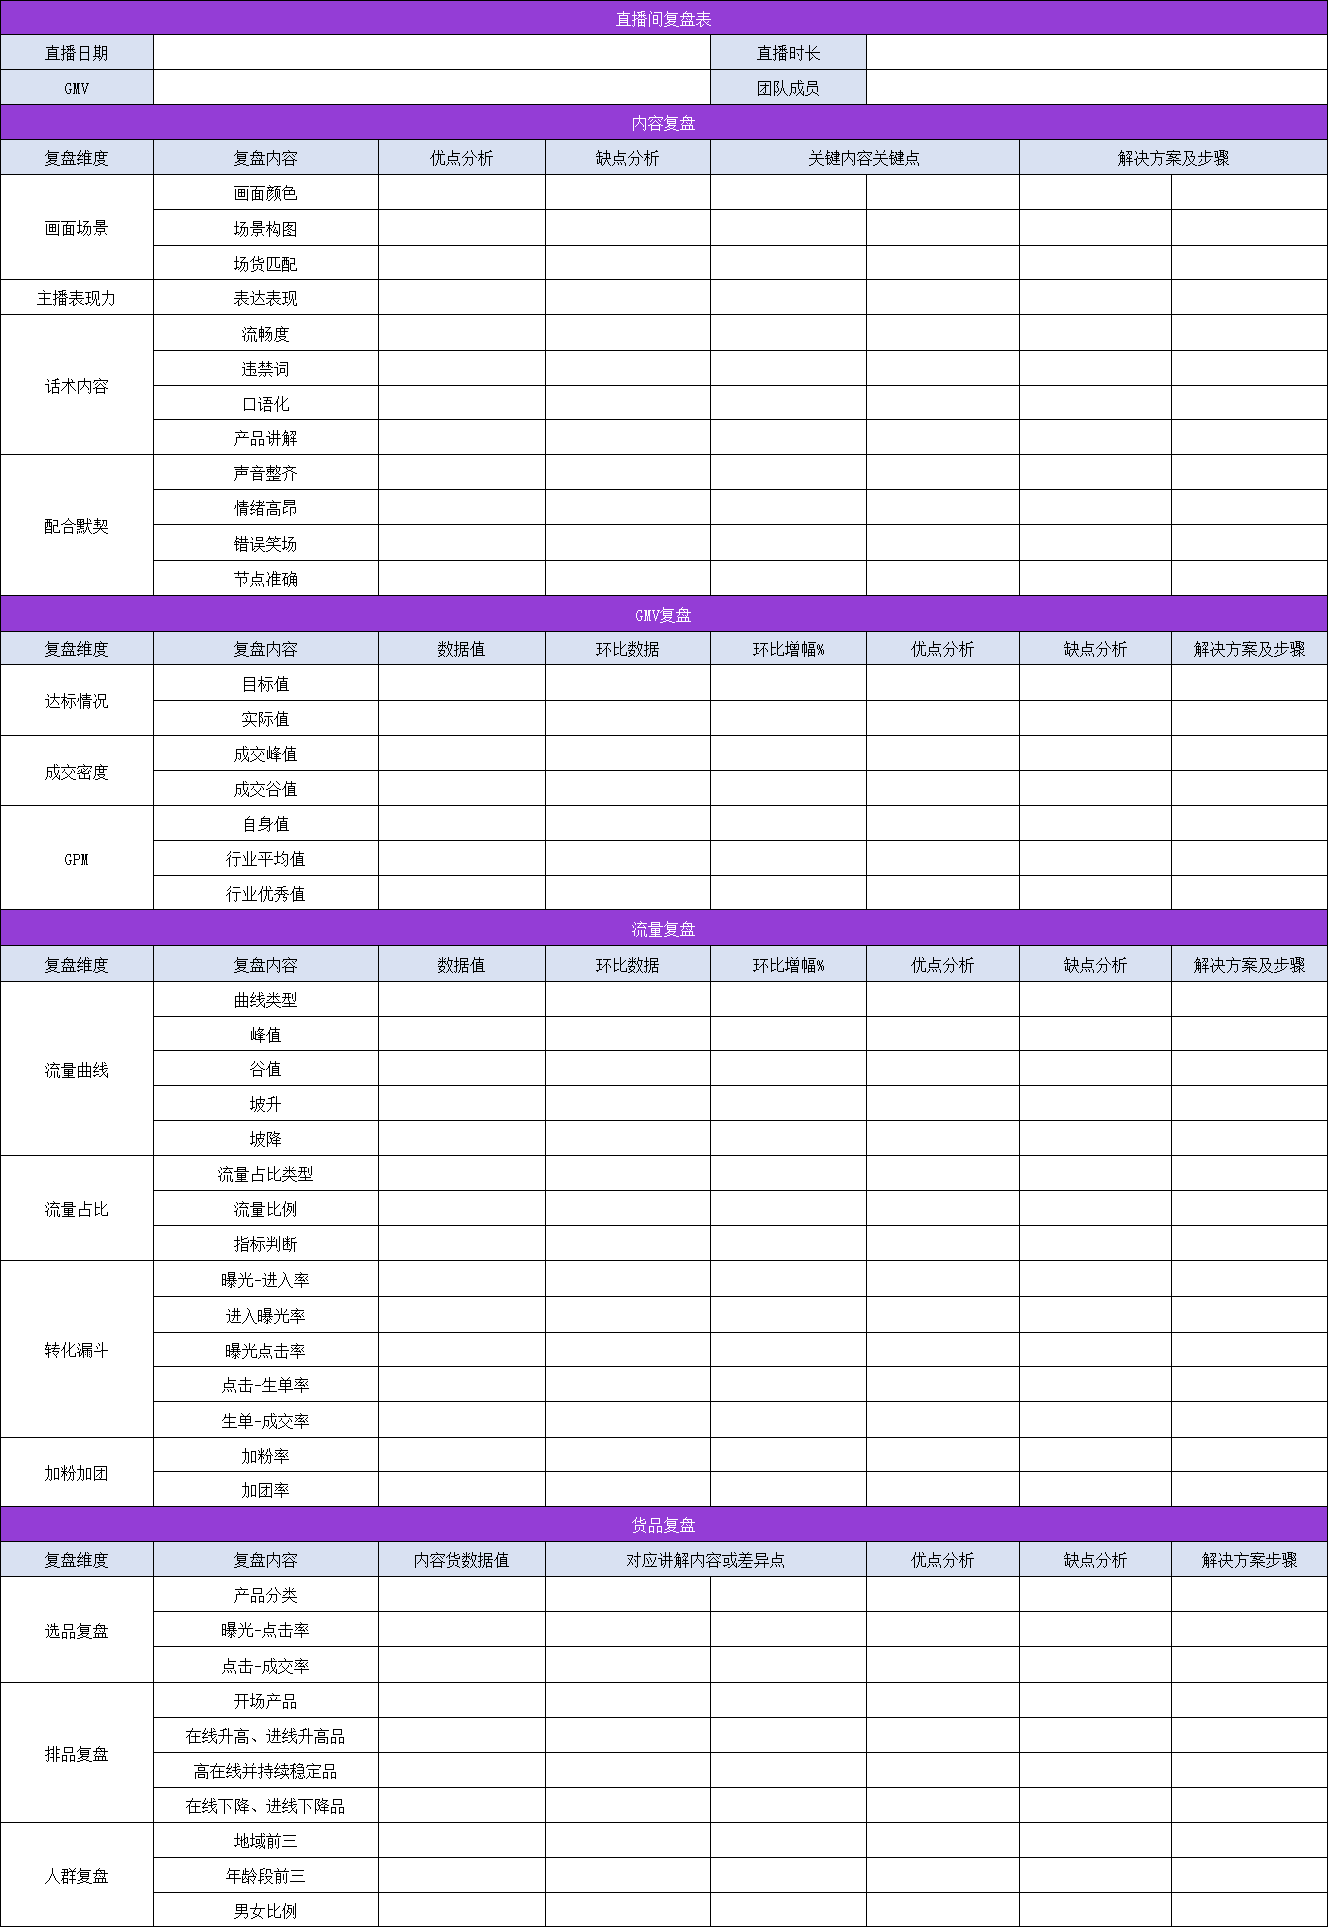 直播间复盘表
直播日期 直播时长
GMV 团队成员
内容复盘
复盘维度 复盘内容 优点分析 缺点分析 关键内容关键点 解决方案及步骤
画面场景 画面颜色
场景构图
场货匹配
主播表现力 表达表现
话术内容 流畅度
违禁词
口语化
产品讲解
配合默契 声音整齐
情绪高昂
错误笑场
节点准确
GMV复盘
复盘维度 复盘内容 数据值 环比数据 环比增幅% 优点分析 缺点分析 解决方案及步骤
达标情况 目标值
实际值
成交密度 成交峰值
成交谷值
GPM 自身值
行业平均值
行业优秀值
流量复盘
复盘维度 复盘内容 数据值 环比数据 环比增幅% 优点分析 缺点分析 解决方案及步骤
流量曲线 曲线类型
峰值
谷值
坡升
坡降
流量占比 流量占比类型
流量比例
指标判断
转化漏斗 曝光-进入率
进入曝光率
曝光点击率
点击-生单率
生单-成交率
加粉加团 加粉率
加团率
货品复盘
复盘维度 复盘内容 内容货数据值 对应讲解内容或差异点 优点分析 缺点分析 解决方案步骤
选品复盘 产品分类
曝光-点击率
点击-成交率
排品复盘 开场产品
在线升高、进线升高品
高在线并持续稳定品
在线下降、进线下降品
人群复盘 地域前三
年龄段前三
男女比例